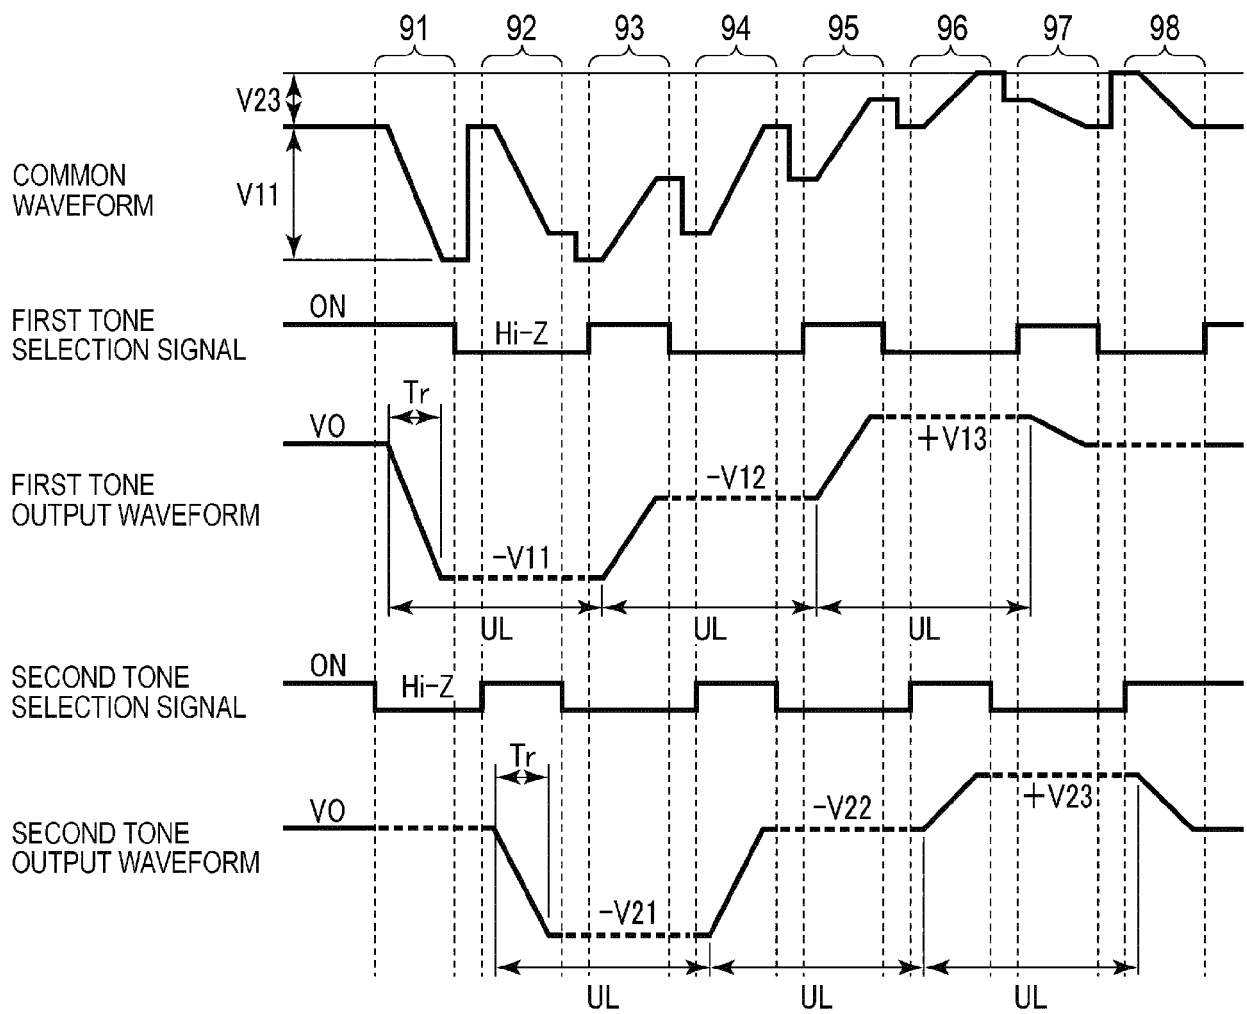 91 92 93 94 95 96 97 98
V23
COMMON
WAVEFORM
V11
ON
FIRST TONE
SELECTION SIGNAL
Hi-Z
Tr
VO
+V13
-V12
FIRST TONE
OUTPUT WAVEFORM
-V11
UL UL UL
ON
SECOND TONE
SELECTION SIGNAL
Hi-Z
Tr
VO
+V23
-V22
SECOND TONE
OUTPUT WAVEFORM
-V21
UL UL UL